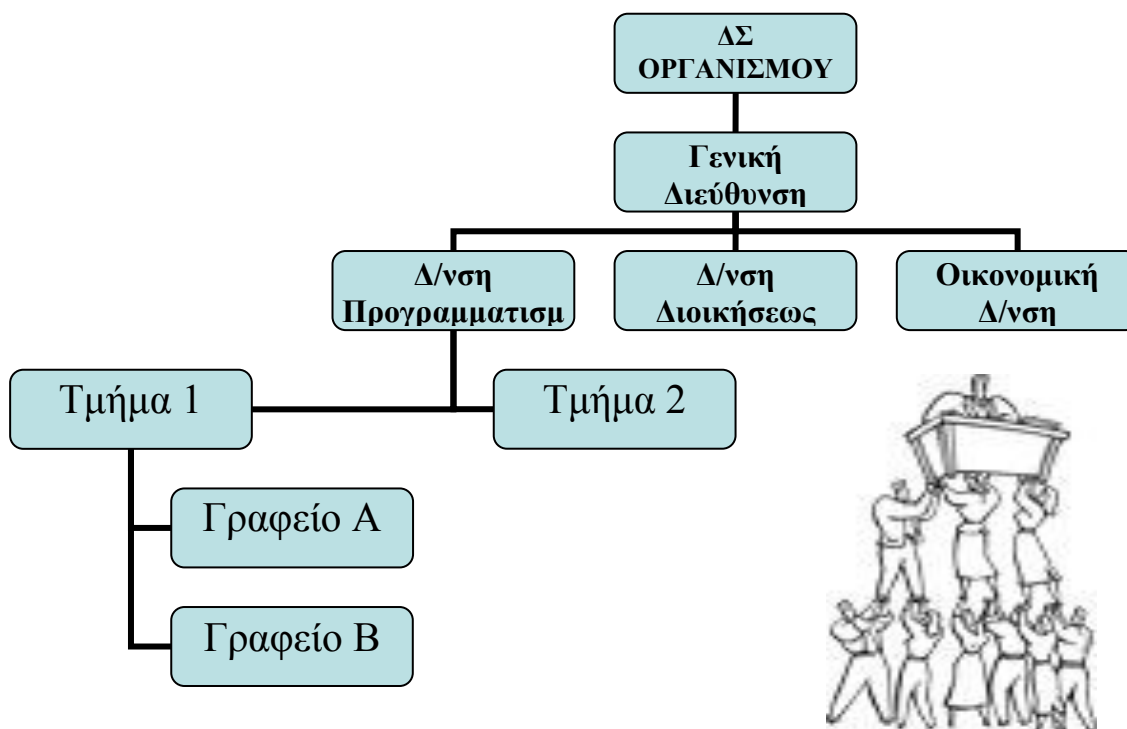 ΔΣ
ΟΡΓΑΝΙΣΜΟΥ
Γενική
Διεύθυνση
Δ/νση
Προγραμματισμ
Δ/νση
Διοικήσεως
Οικονομική
Δ/νση
Τμήμα 1
Τμήμα 2
Γραφείο Α
Γραφείο Β